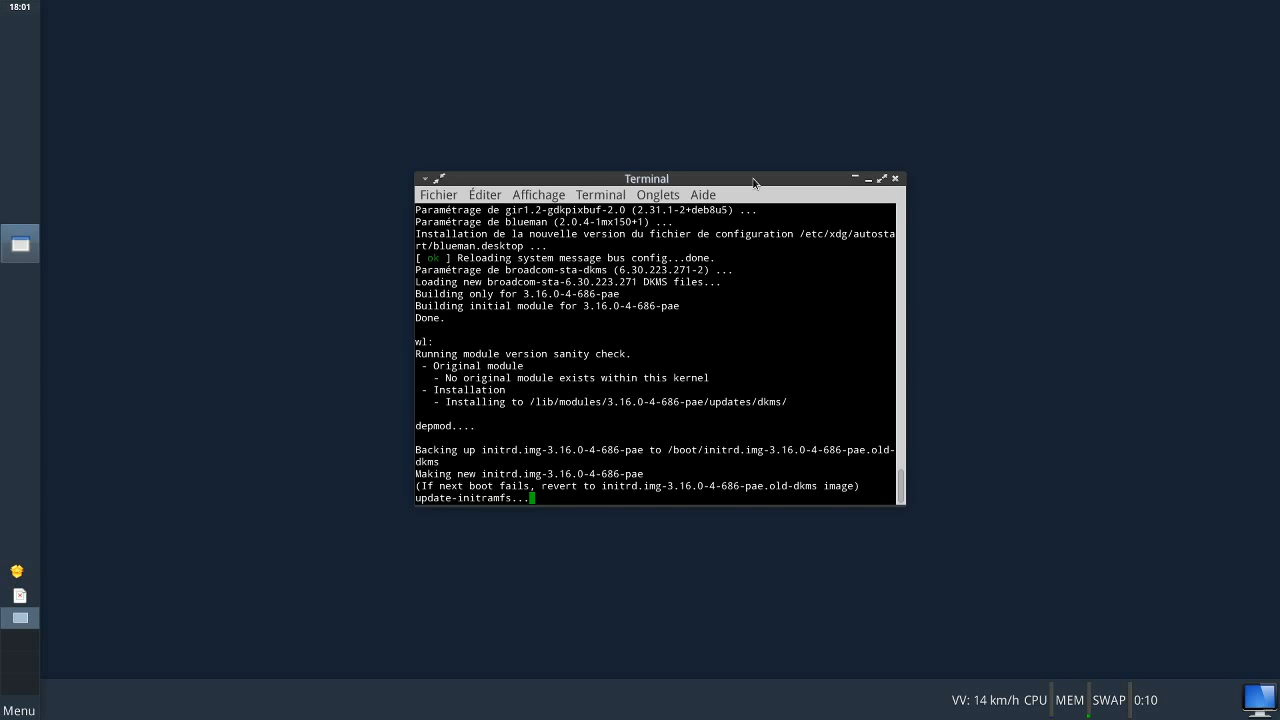 18:01
Terminal
Fichier Éditer Affichage Terminal Onglets Aide
Paramétrage de gir1.2-gdkpixbuf-2.0 (2.31.1-2+deb8u5) ...
Paramétrage de blueman (2.0.4-1mx150+1) ...
Installation de la nouvelle version du fichier de configuration /etc/xdg/autosta
rt/blueman.desktop ...
[ ok ] Reloading system message bus config...done.
Paramétrage de broadcom-sta-dkms (6.30.223.271-2) ...
Loading new broadcom-sta-6.30.223.271 DKMS files...
Building only for 3.16.0-4-686-pae
Building initial module for 3.16.0-4-686-pae
Done.
wl:
Running module version sanity check.
- Original module
- No original module exists within this kernel
- Installation
- Installing to /lib/modules/3.16.0-4-686-pae/updates/dkms/
depmod....
Backing up initrd.img-3.16.0-4-686-pae to /boot/initrd.img-3.16.0-4-686-pae.old-
dkms
Making new initrd.img-3.16.0-4-686-pae
(If next boot fails, revert to initrd.img-3.16.0-4-686-pae.old-dkms image)
update-initramfs...
VV: 14 km/h CPU MEM SWAP 0:10
Menu